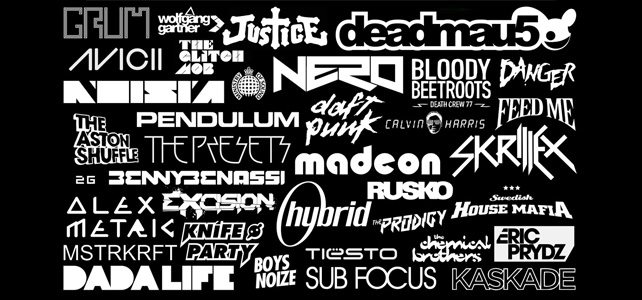 GRUM
wolfgang
gartner
JUSTICE
deadmau5
AVICII
THE
GLITCH
MOB
NERO
BLOODY
BEETROOTS
DEATH CREW 77
DANGER
NOISIA
daft
punk
CALVIN HARRIS
FEED ME
THE
ASTON
SHUFFLE
PENDULUM
THE PRESETS
madeon
SKRILLEX
2G
BENNY BENASSI
RUSKO
ALEX
METRIC
EXCISION
hybrid
THE PRODIGY
Swedish
HOUSE MAFIA
KNIFE
PARTY
MSTRKRFT
TIËSTO
the
chemical
brothers
ERIC
PRYDZ
DADA LIFE
BOYS
NOIZE
SUB FOCUS
KASKADE